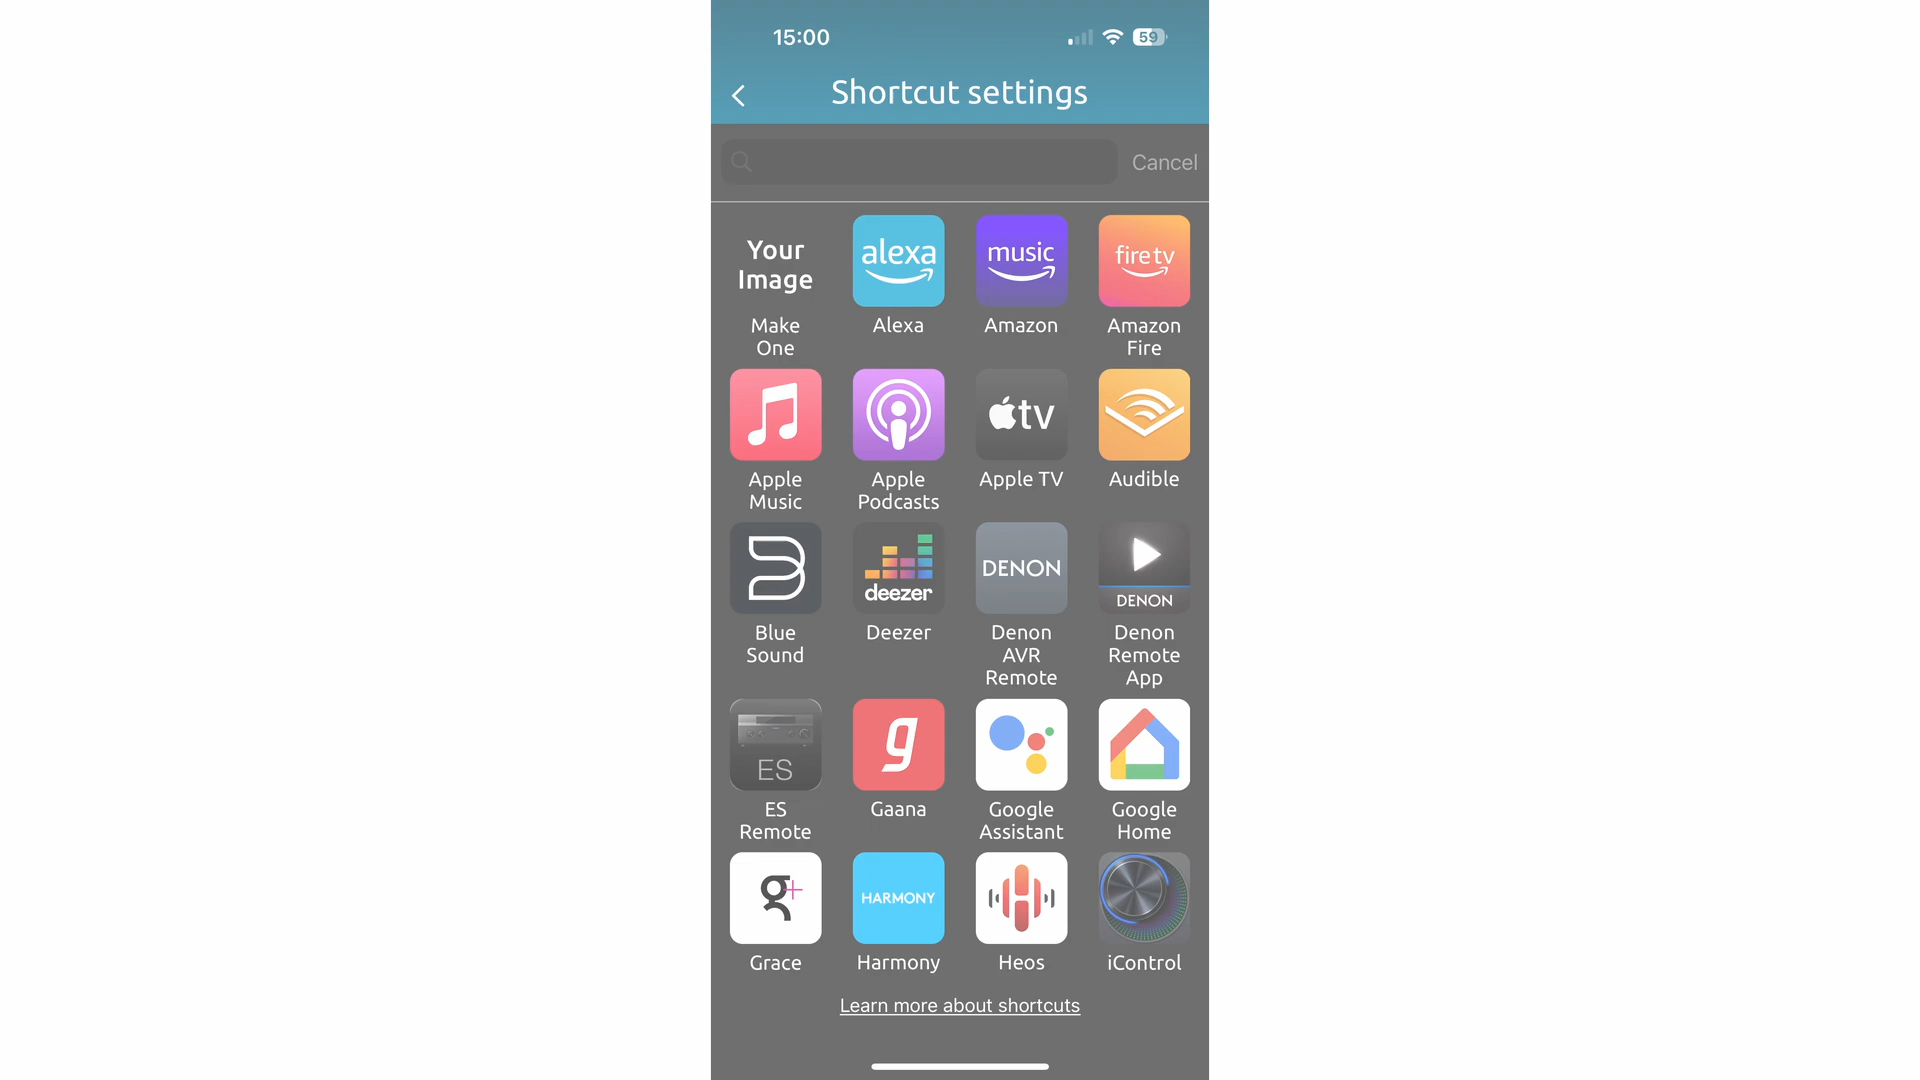 15:00
59
Shortcut settings
Cancel
Your
Image
Make
One
alexa
Alexa
music
Amazon
fire tv
Amazon
Fire
Apple
Music
Apple
Podcasts
tv
Apple TV
Audible
Blue
Sound
deezer
Deezer
DENON
Denon
AVR
Remote
DENON
Denon
Remote
App
ES
ES
Remote
g
Gaana
Google
Assistant
Google
Home
g+
Grace
HARMONY
Harmony
Heos
iControl
Learn more about shortcuts